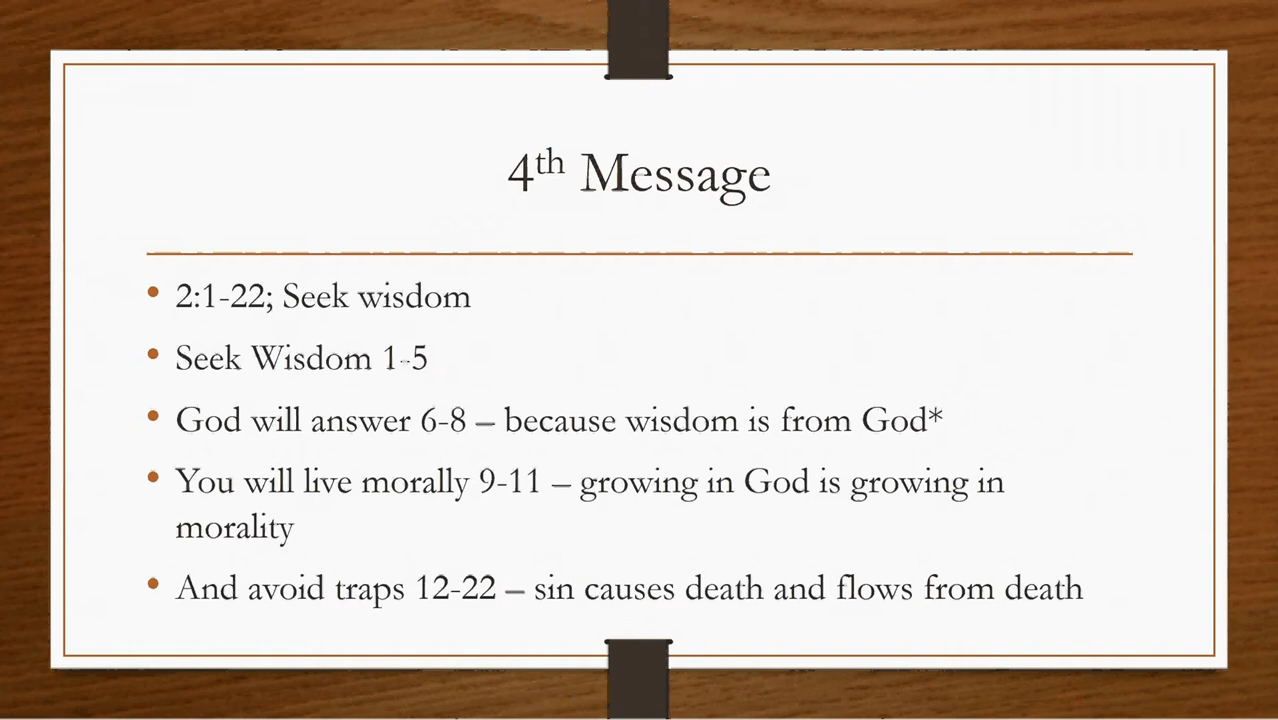 4th Message
• 2:1-22; Seek wisdom
• Seek Wisdom 1-5
• God will answer 6-8 – because wisdom is from God*
• You will live morally 9-11 – growing in God is growing in
morality
• And avoid traps 12-22 – sin causes death and flows from death